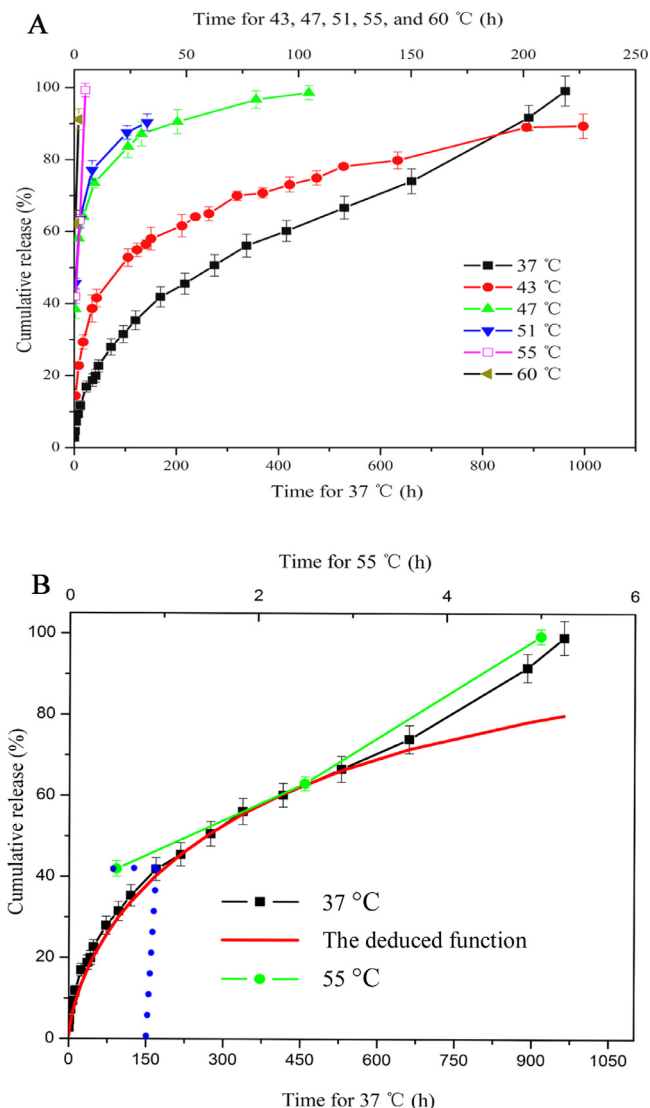 A
Time for 43, 47, 51, 55, and 60 ℃ (h)
0 50 100 150 200 250
100
80
60
40
20
0
Cumulative release (%)
37 ℃
43 ℃
47 ℃
51 ℃
55 ℃
60 ℃
0 200 400 600 800 1000
Time for 37 ℃ (h)
Time for 55 ℃ (h)
B
0 2 4 6
100
80
60
40
20
0
Cumulative release (%)
37 °C
The deduced function
55 °C
0 150 300 450 600 750 900 1050
Time for 37 ℃ (h)